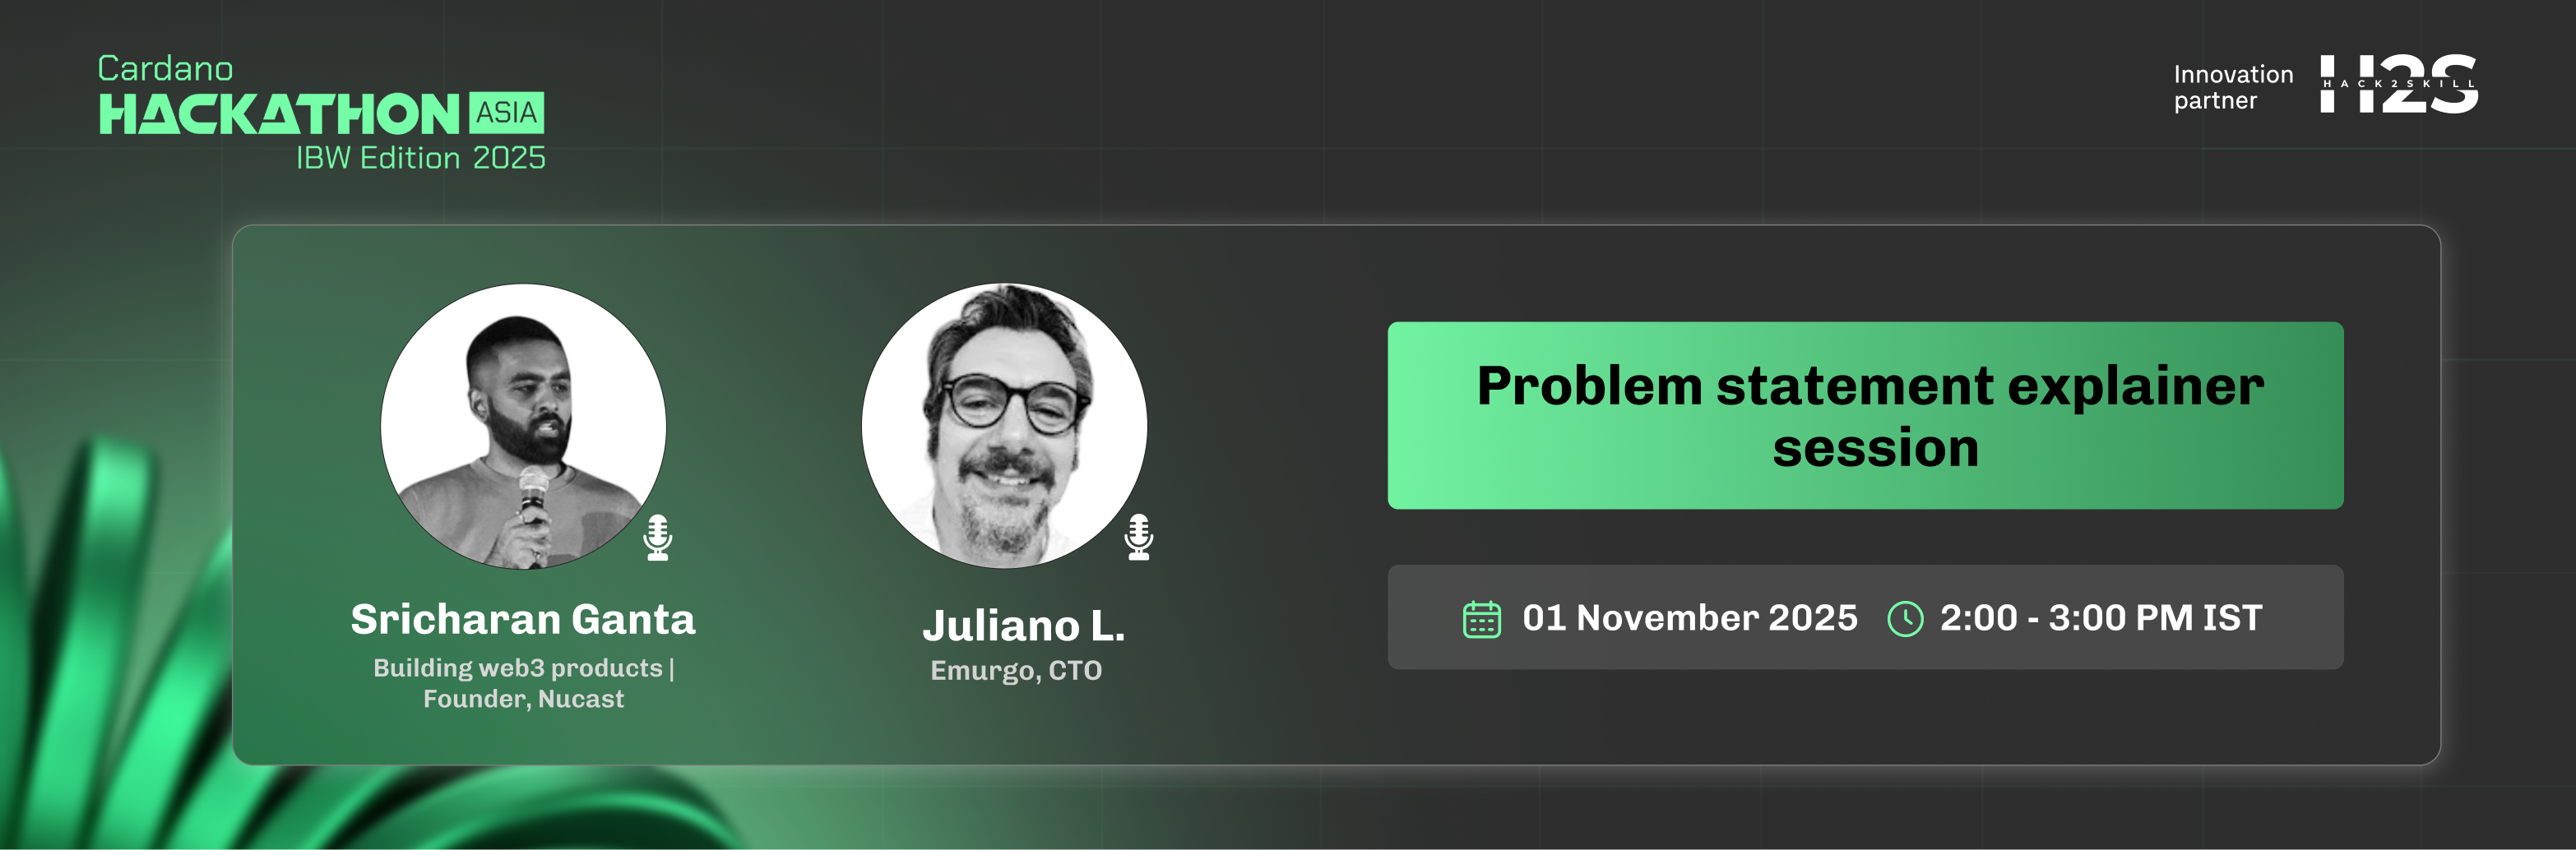 Cardano
HACKATHON ASIA
IBW Edition 2025
Innovation
partner
H2S
HACK2SKILL
Sricharan Ganta
Building web3 products |
Founder, Nucast
Juliano L.
Emurgo, CTO
Problem statement explainer
session
01 November 2025 2:00 - 3:00 PM IST